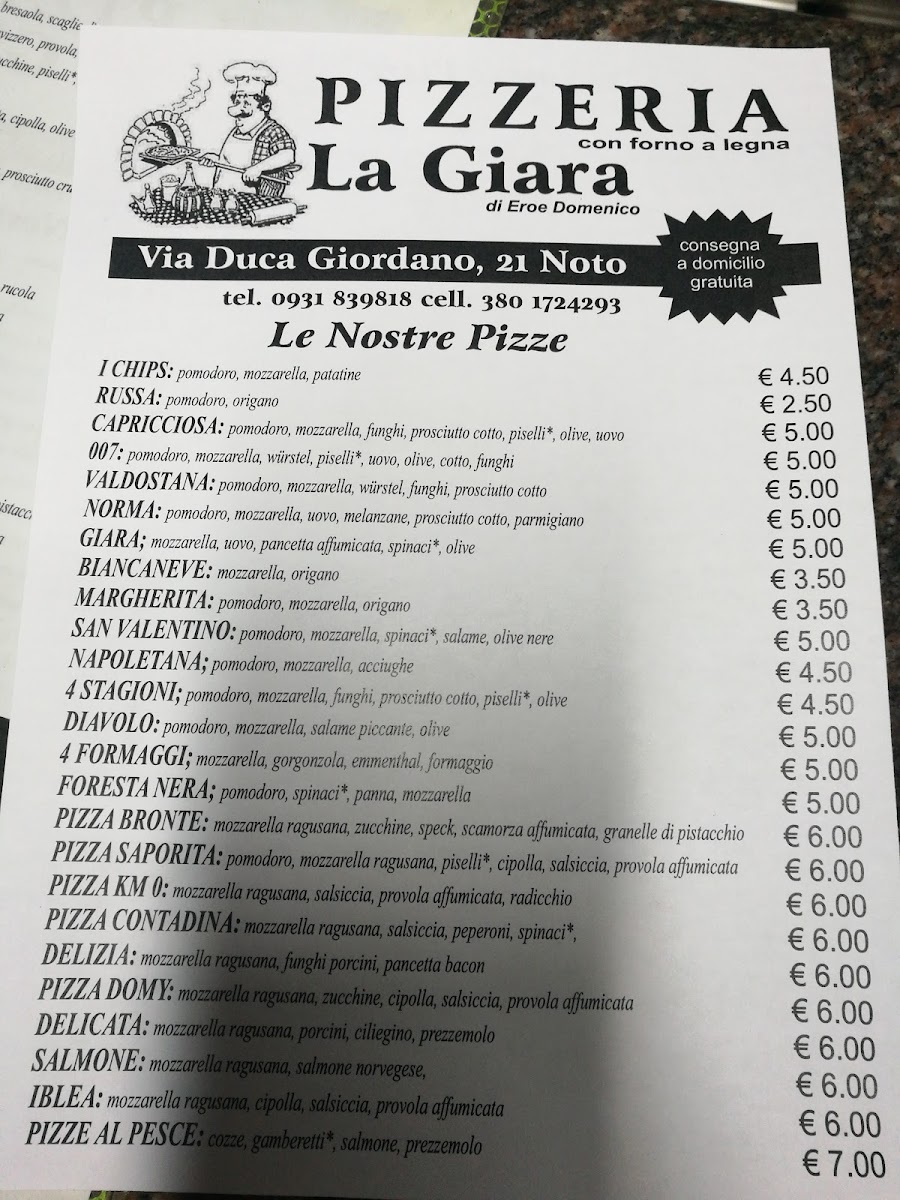 bresaola, scaglie
vizzero, provola,
ucchine, piselli*,
a, cipolla, olive
prosciutto cru
rucola
PIZZERIA
con forno a legna
La Giara
di Eroe Domenico
Via Duca Giordano, 21 Noto
consegna
a domicilio
gratuita
tel. 0931 839818 cell. 380 1724293
Le Nostre Pizze
I CHIPS: pomodoro, mozzarella, patatine € 4.50
RUSSA: pomodoro, origano € 2.50
CAPRICCIOSA: pomodoro, mozzarella, funghi, prosciutto cotto, piselli*, olive, uovo € 5.00
007: pomodoro, mozzarella, würstel, piselli*, uovo, olive, cotto, funghi € 5.00
VALDOSTANA: pomodoro, mozzarella, würstel, funghi, prosciutto cotto € 5.00
NORMA: pomodoro, mozzarella, uovo, melanzane, prosciutto cotto, parmigiano € 5.00
GIARA; mozzarella, uovo, pancetta affumicata, spinaci*, olive € 5.00
BIANCANEVE: mozzarella, origano € 3.50
MARGHERITA: pomodoro, mozzarella, origano € 3.50
SAN VALENTINO: pomodoro, mozzarella, spinaci*, salame, olive nere € 5.00
NAPOLETANA; pomodoro, mozzarella, acciughe € 4.50
4 STAGIONI; pomodoro, mozzarella, funghi, prosciutto cotto, piselli*, olive € 4.50
DIAVOLO: pomodoro, mozzarella, salame piccante, olive € 5.00
4 FORMAGGI; mozzarella, gorgonzola, emmenthal, formaggio € 5.00
FORESTA NERA; pomodoro, spinaci*, panna, mozzarella € 5.00
PIZZA BRONTE: mozzarella ragusana, zucchine, speck, scamorza affumicata, granelle di pistacchio € 6.00
PIZZA SAPORITA: pomodoro, mozzarella ragusana, piselli*, cipolla, salsiccia, provola affumicata € 6.00
PIZZA KM 0: mozzarella ragusana, salsiccia, provola affumicata, radicchio € 6.00
PIZZA CONTADINA: mozzarella ragusana, salsiccia, peperoni, spinaci*, € 6.00
DELIZIA: mozzarella ragusana, funghi porcini, pancetta bacon € 6.00
PIZZA DOMY: mozzarella ragusana, zucchine, cipolla, salsiccia, provola affumicata € 6.00
DELICATA: mozzarella ragusana, porcini, ciliegino, prezzemolo € 6.00
SALMONE: mozzarella ragusana, salmone norvegese, € 6.00
IBLEA: mozzarella ragusana, cipolla, salsiccia, provola affumicata € 6.00
PIZZE AL PESCE: cozze, gamberetti*, salmone, prezzemolo € 7.00